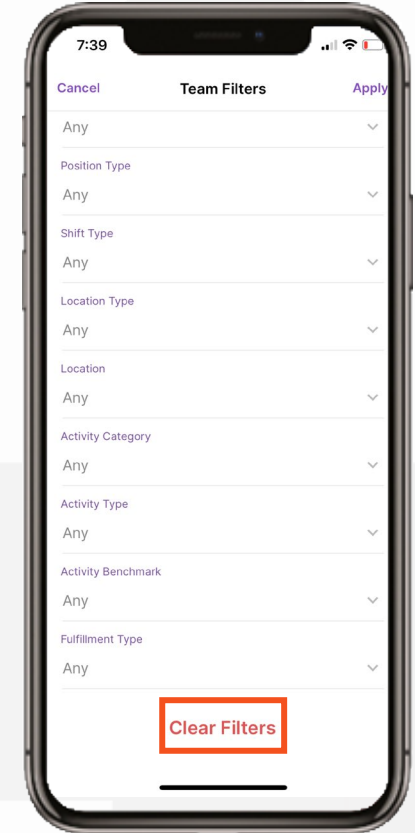 7:39
Cancel Team Filters Apply
Any
Position Type
Any
Shift Type
Any
Location Type
Any
Location
Any
Activity Category
Any
Activity Type
Any
Activity Benchmark
Any
Fulfillment Type
Any
Clear Filters